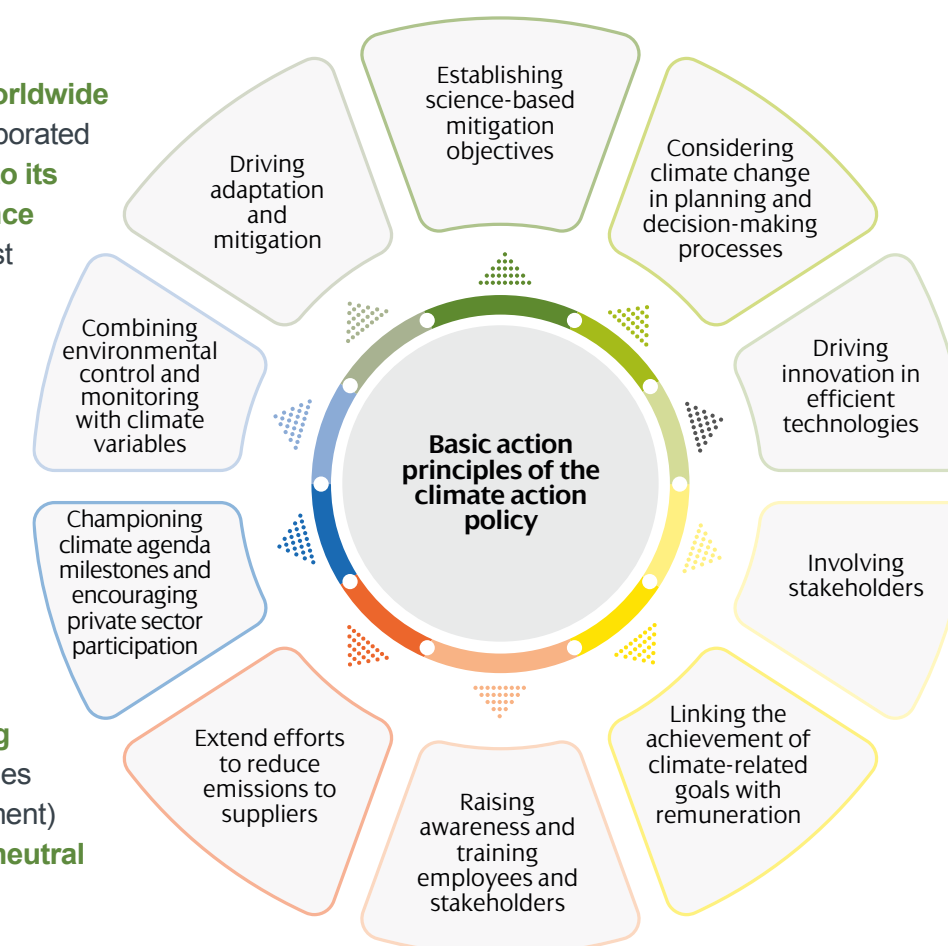 orldwide
porated
o its
nce
st
g
es
ment)
neutral
Basic action
principles of the
climate action
policy
Establishing
science-based
mitigation
objectives
Considering
climate change
in planning and
decision-making
processes
Driving
innovation in
efficient
technologies
Involving
stakeholders
Linking the
achievement of
climate-related
goals with
remuneration
Raising
awareness and
training
employees and
stakeholders
Extend efforts
to reduce
emissions to
suppliers
Championing
climate agenda
milestones and
encouraging
private sector
participation
Combining
environmental
control and
monitoring
with climate
variables
Driving
adaptation
and
mitigation